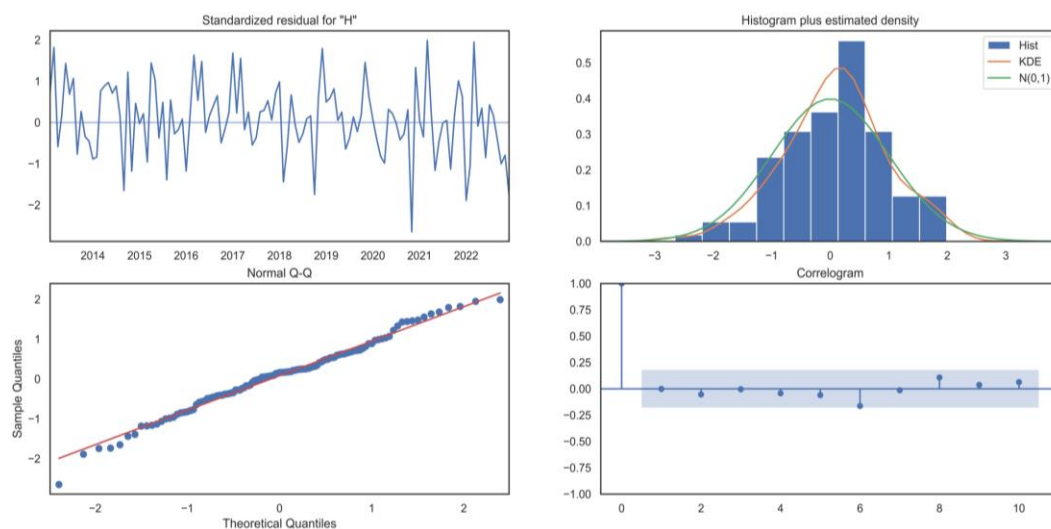 Standardized residual for "H"
2
1
0
−1
−2
2014 2015 2016 2017 2018 2019 2020 2021 2022
Histogram plus estimated density
Hist
KDE
N(0,1)
0.5
0.4
0.3
0.2
0.1
0.0
−3 −2 −1 0 1 2 3
Normal Q-Q
Sample Quantiles
2
1
0
−1
−2
−2 −1 0 1 2
Theoretical Quantiles
Correlogram
1.00
0.75
0.50
0.25
0.00
−0.25
−0.50
−0.75
−1.00
0 2 4 6 8 10